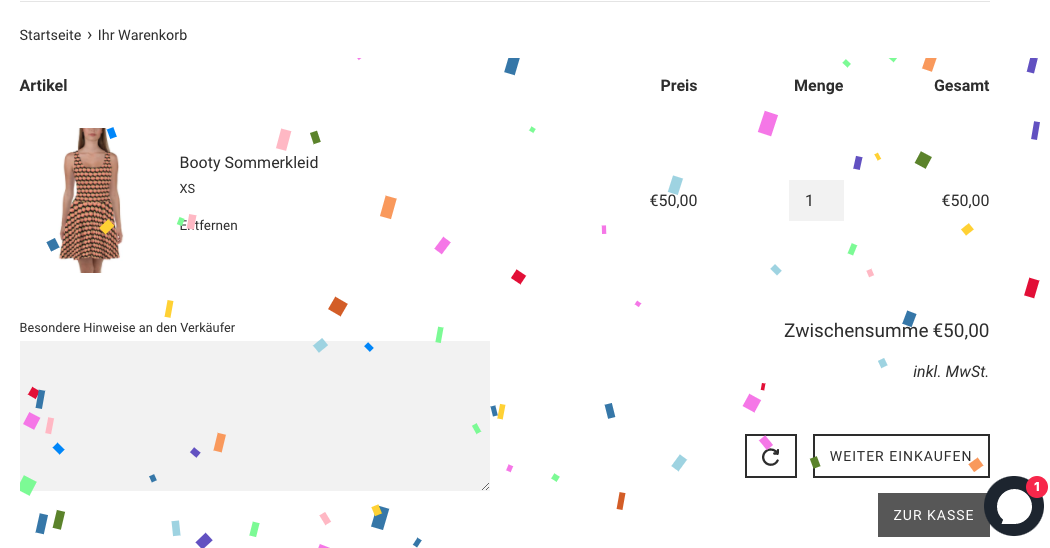 Startseite › Ihr Warenkorb
Artikel Preis Menge Gesamt
Booty Sommerkleid
XS
€50,00 1 €50,00
Entfernen
Besondere Hinweise an den Verkäufer
Zwischensumme €50,00
inkl. MwSt.
WEITER EINKAUFEN
1
ZUR KASSE